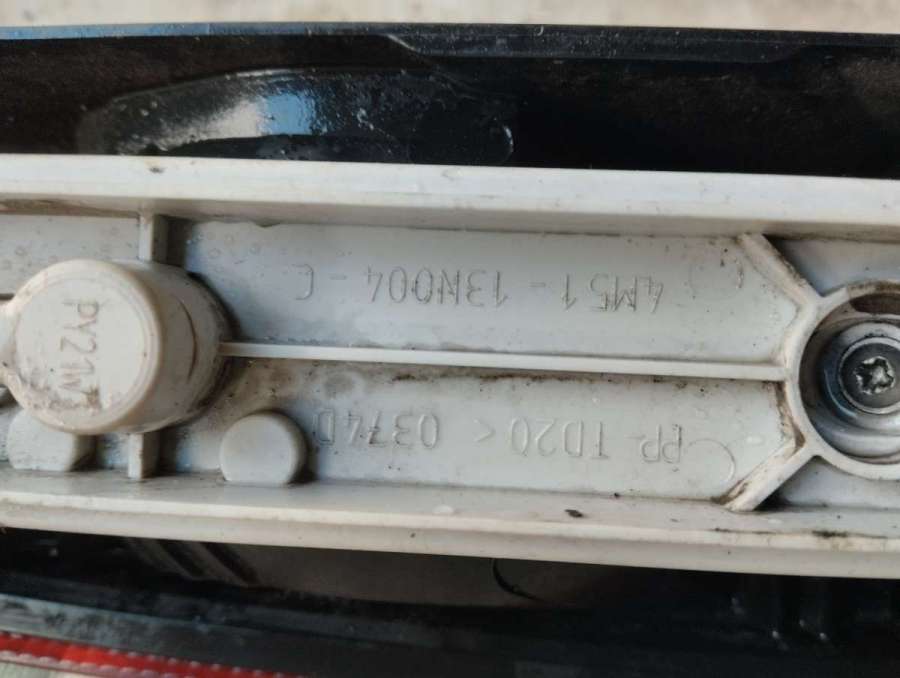 PP TD20 < 0374D
4M51 - 13N004 - C
PY21W